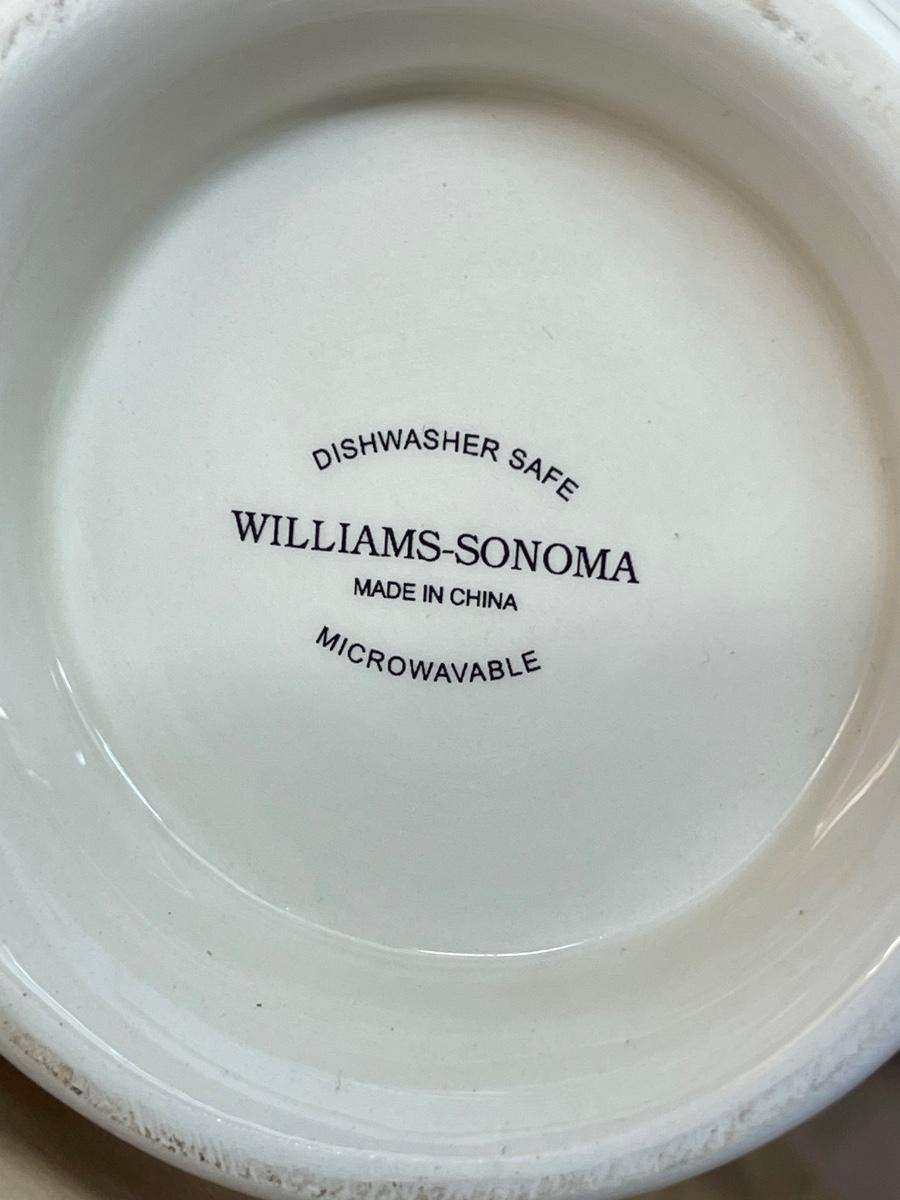 DISHWASHER SAFE
WILLIAMS-SONOMA
MADE IN CHINA
MICROWAVABLE